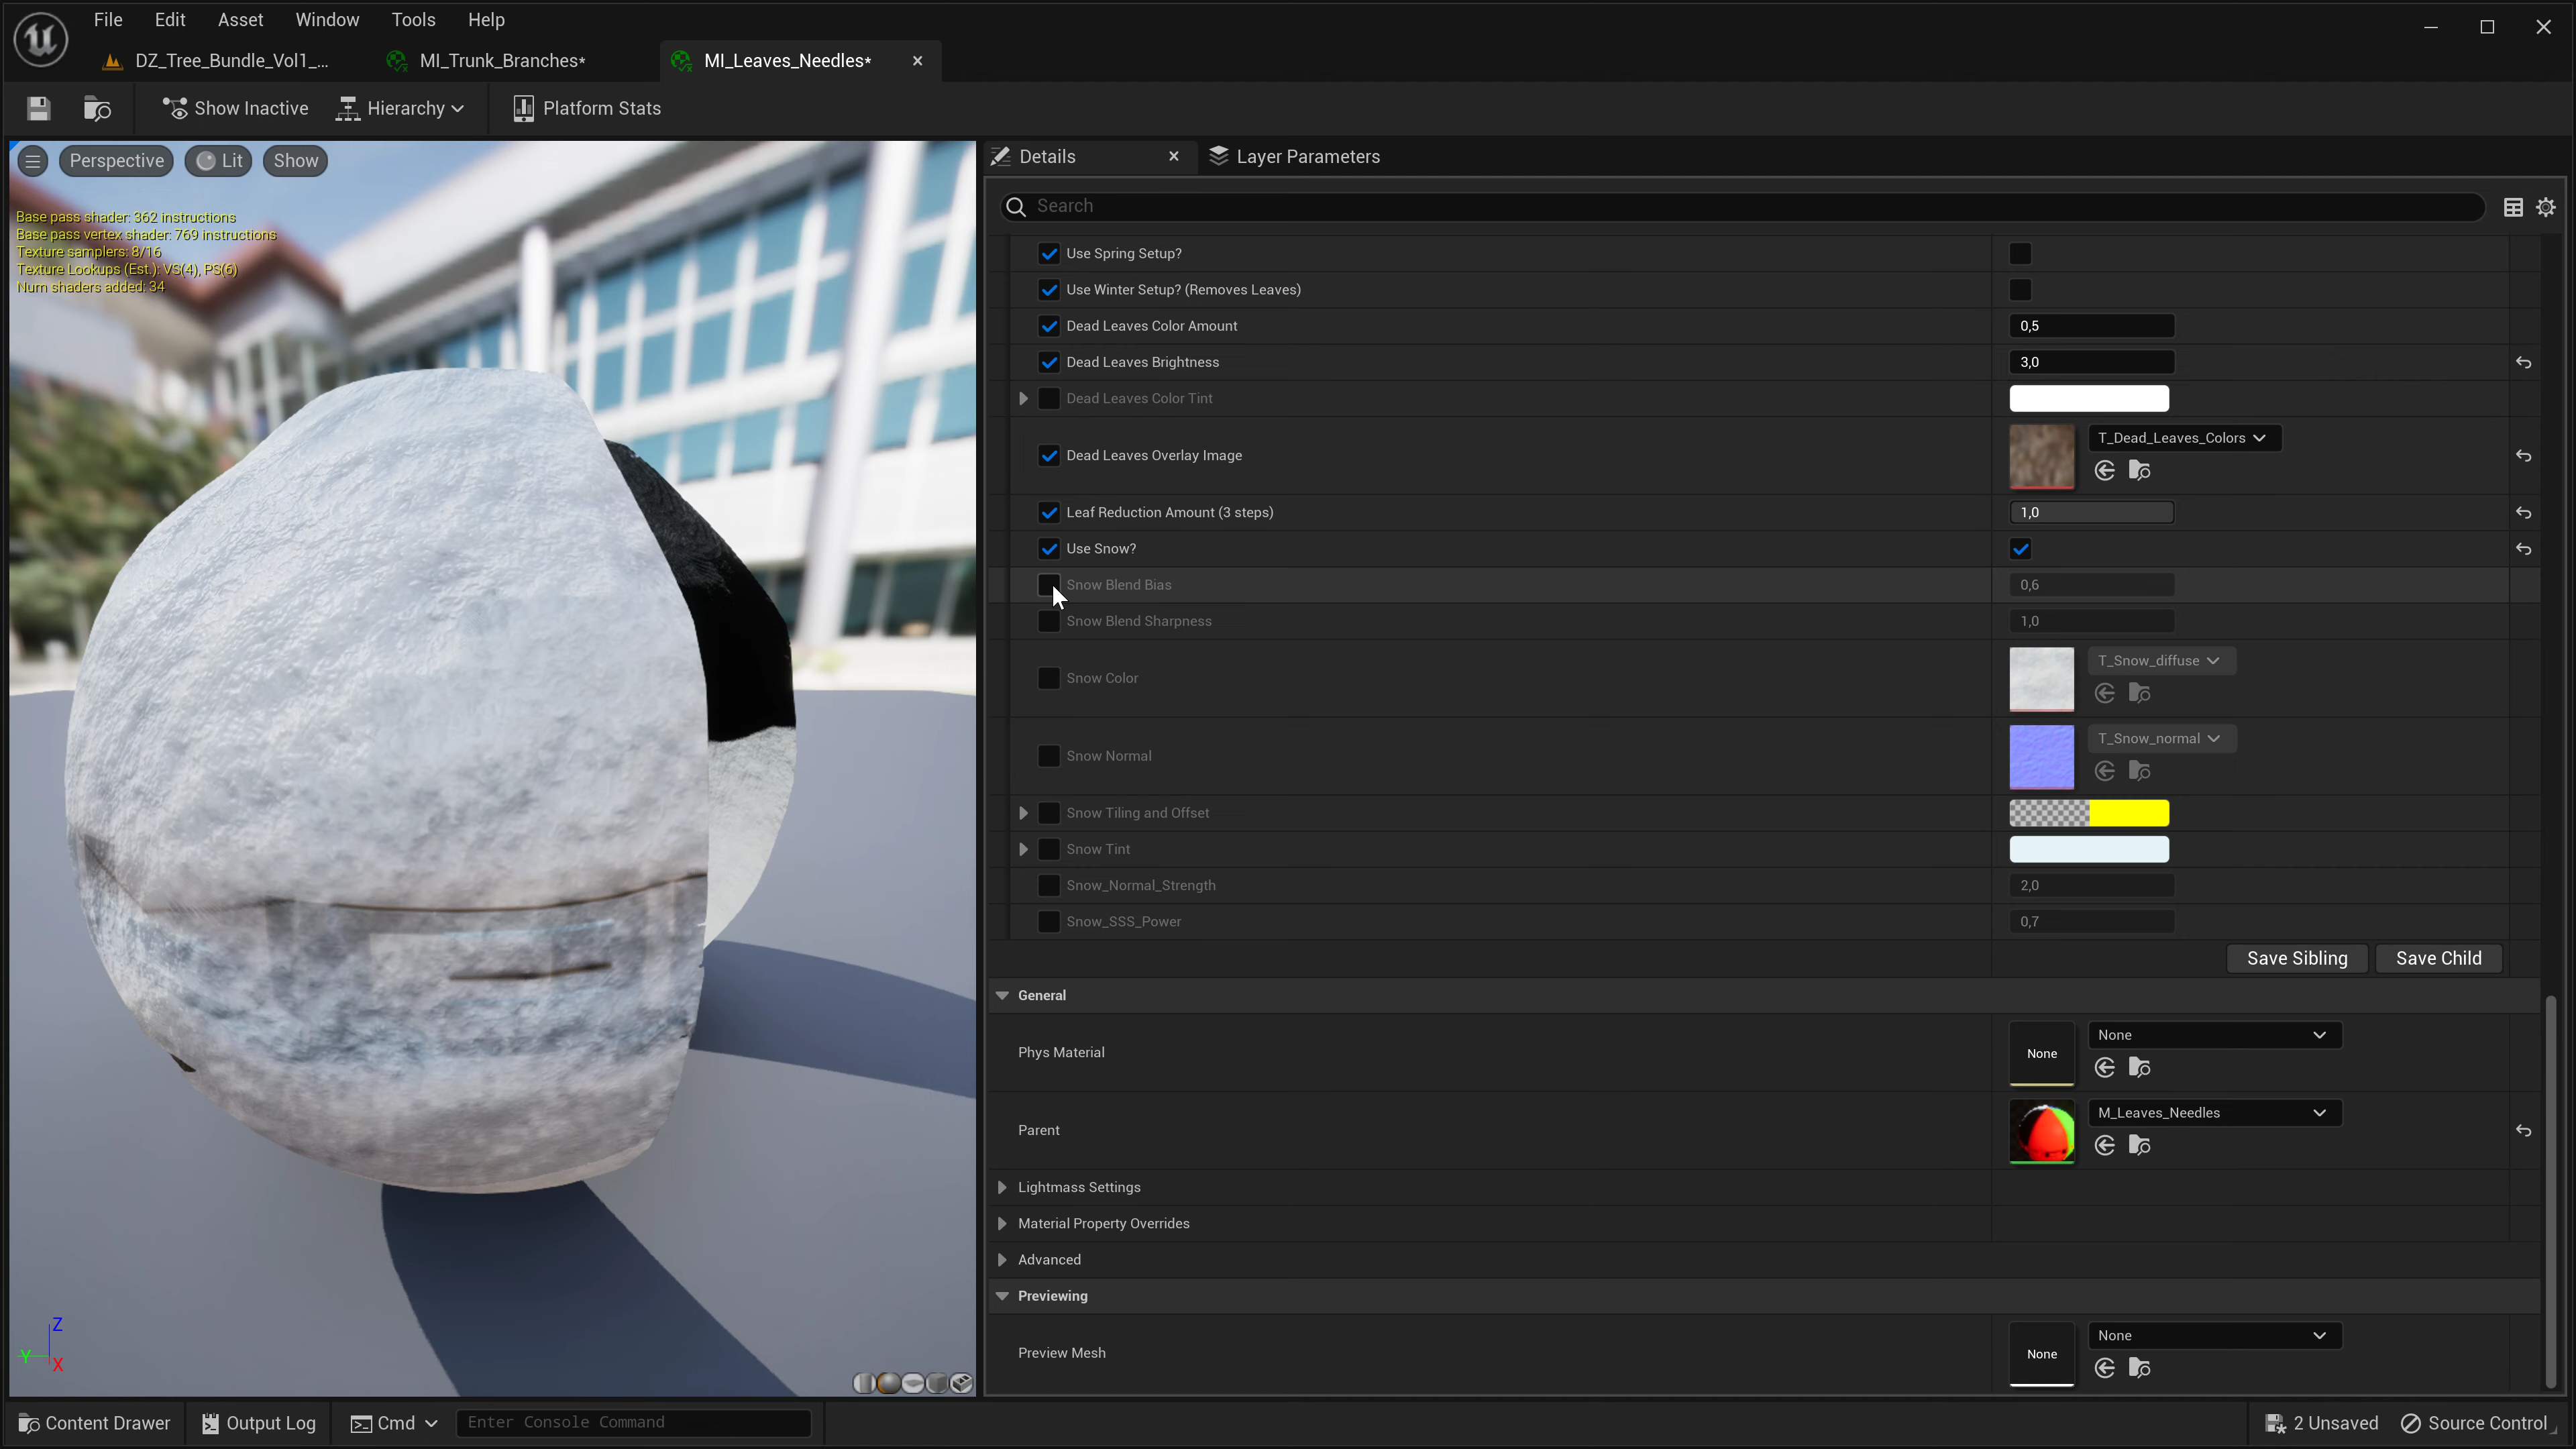 File Edit Asset Window Tools Help
DZ_Tree_Bundle_Vol1_...
MI_Trunk_Branches*
MI_Leaves_Needles*
Show Inactive
Hierarchy
Platform Stats
Perspective
Lit
Show
Base pass shader: 362 instructions
Base pass vertex shader: 769 instructions
Texture samplers: 8/16
Texture Lookups (Est.): VS(4), PS(6)
Num shaders added: 34
Z
Y
X
Details
Layer Parameters
Search
Use Spring Setup?
Use Winter Setup? (Removes Leaves)
Dead Leaves Color Amount 0,5
Dead Leaves Brightness 3,0
Dead Leaves Color Tint
Dead Leaves Overlay Image T_Dead_Leaves_Colors
Leaf Reduction Amount (3 steps) 1,0
Use Snow?
Snow Blend Bias 0,6
Snow Blend Sharpness 1,0
Snow Color T_Snow_diffuse
Snow Normal T_Snow_normal
Snow Tiling and Offset
Snow Tint
Snow_Normal_Strength 2,0
Snow_SSS_Power 0,7
Save Sibling Save Child
General
Phys Material None None
Parent M_Leaves_Needles
Lightmass Settings
Material Property Overrides
Advanced
Previewing
Preview Mesh None None
Content Drawer Output Log Cmd Enter Console Command 2 Unsaved Source Control